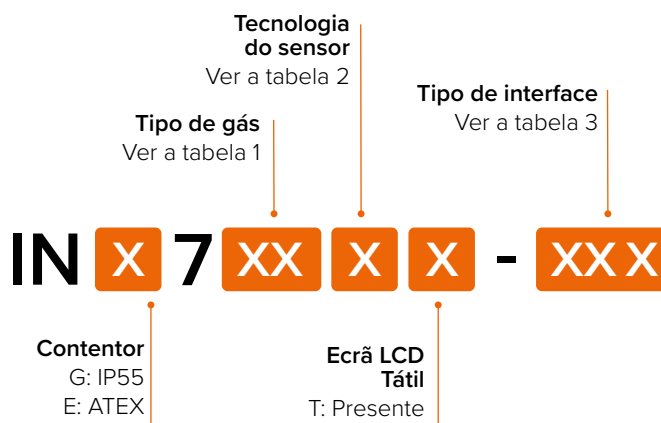 Tecnologia
do sensor
Ver a tabela 2
Tipo de interface
Ver a tabela 3
Tipo de gás
Ver a tabela 1
IN X 7 XX X X - XX X
Contentor
G: IP55
E: ATEX
Ecrã LCD
Tátil
T: Presente